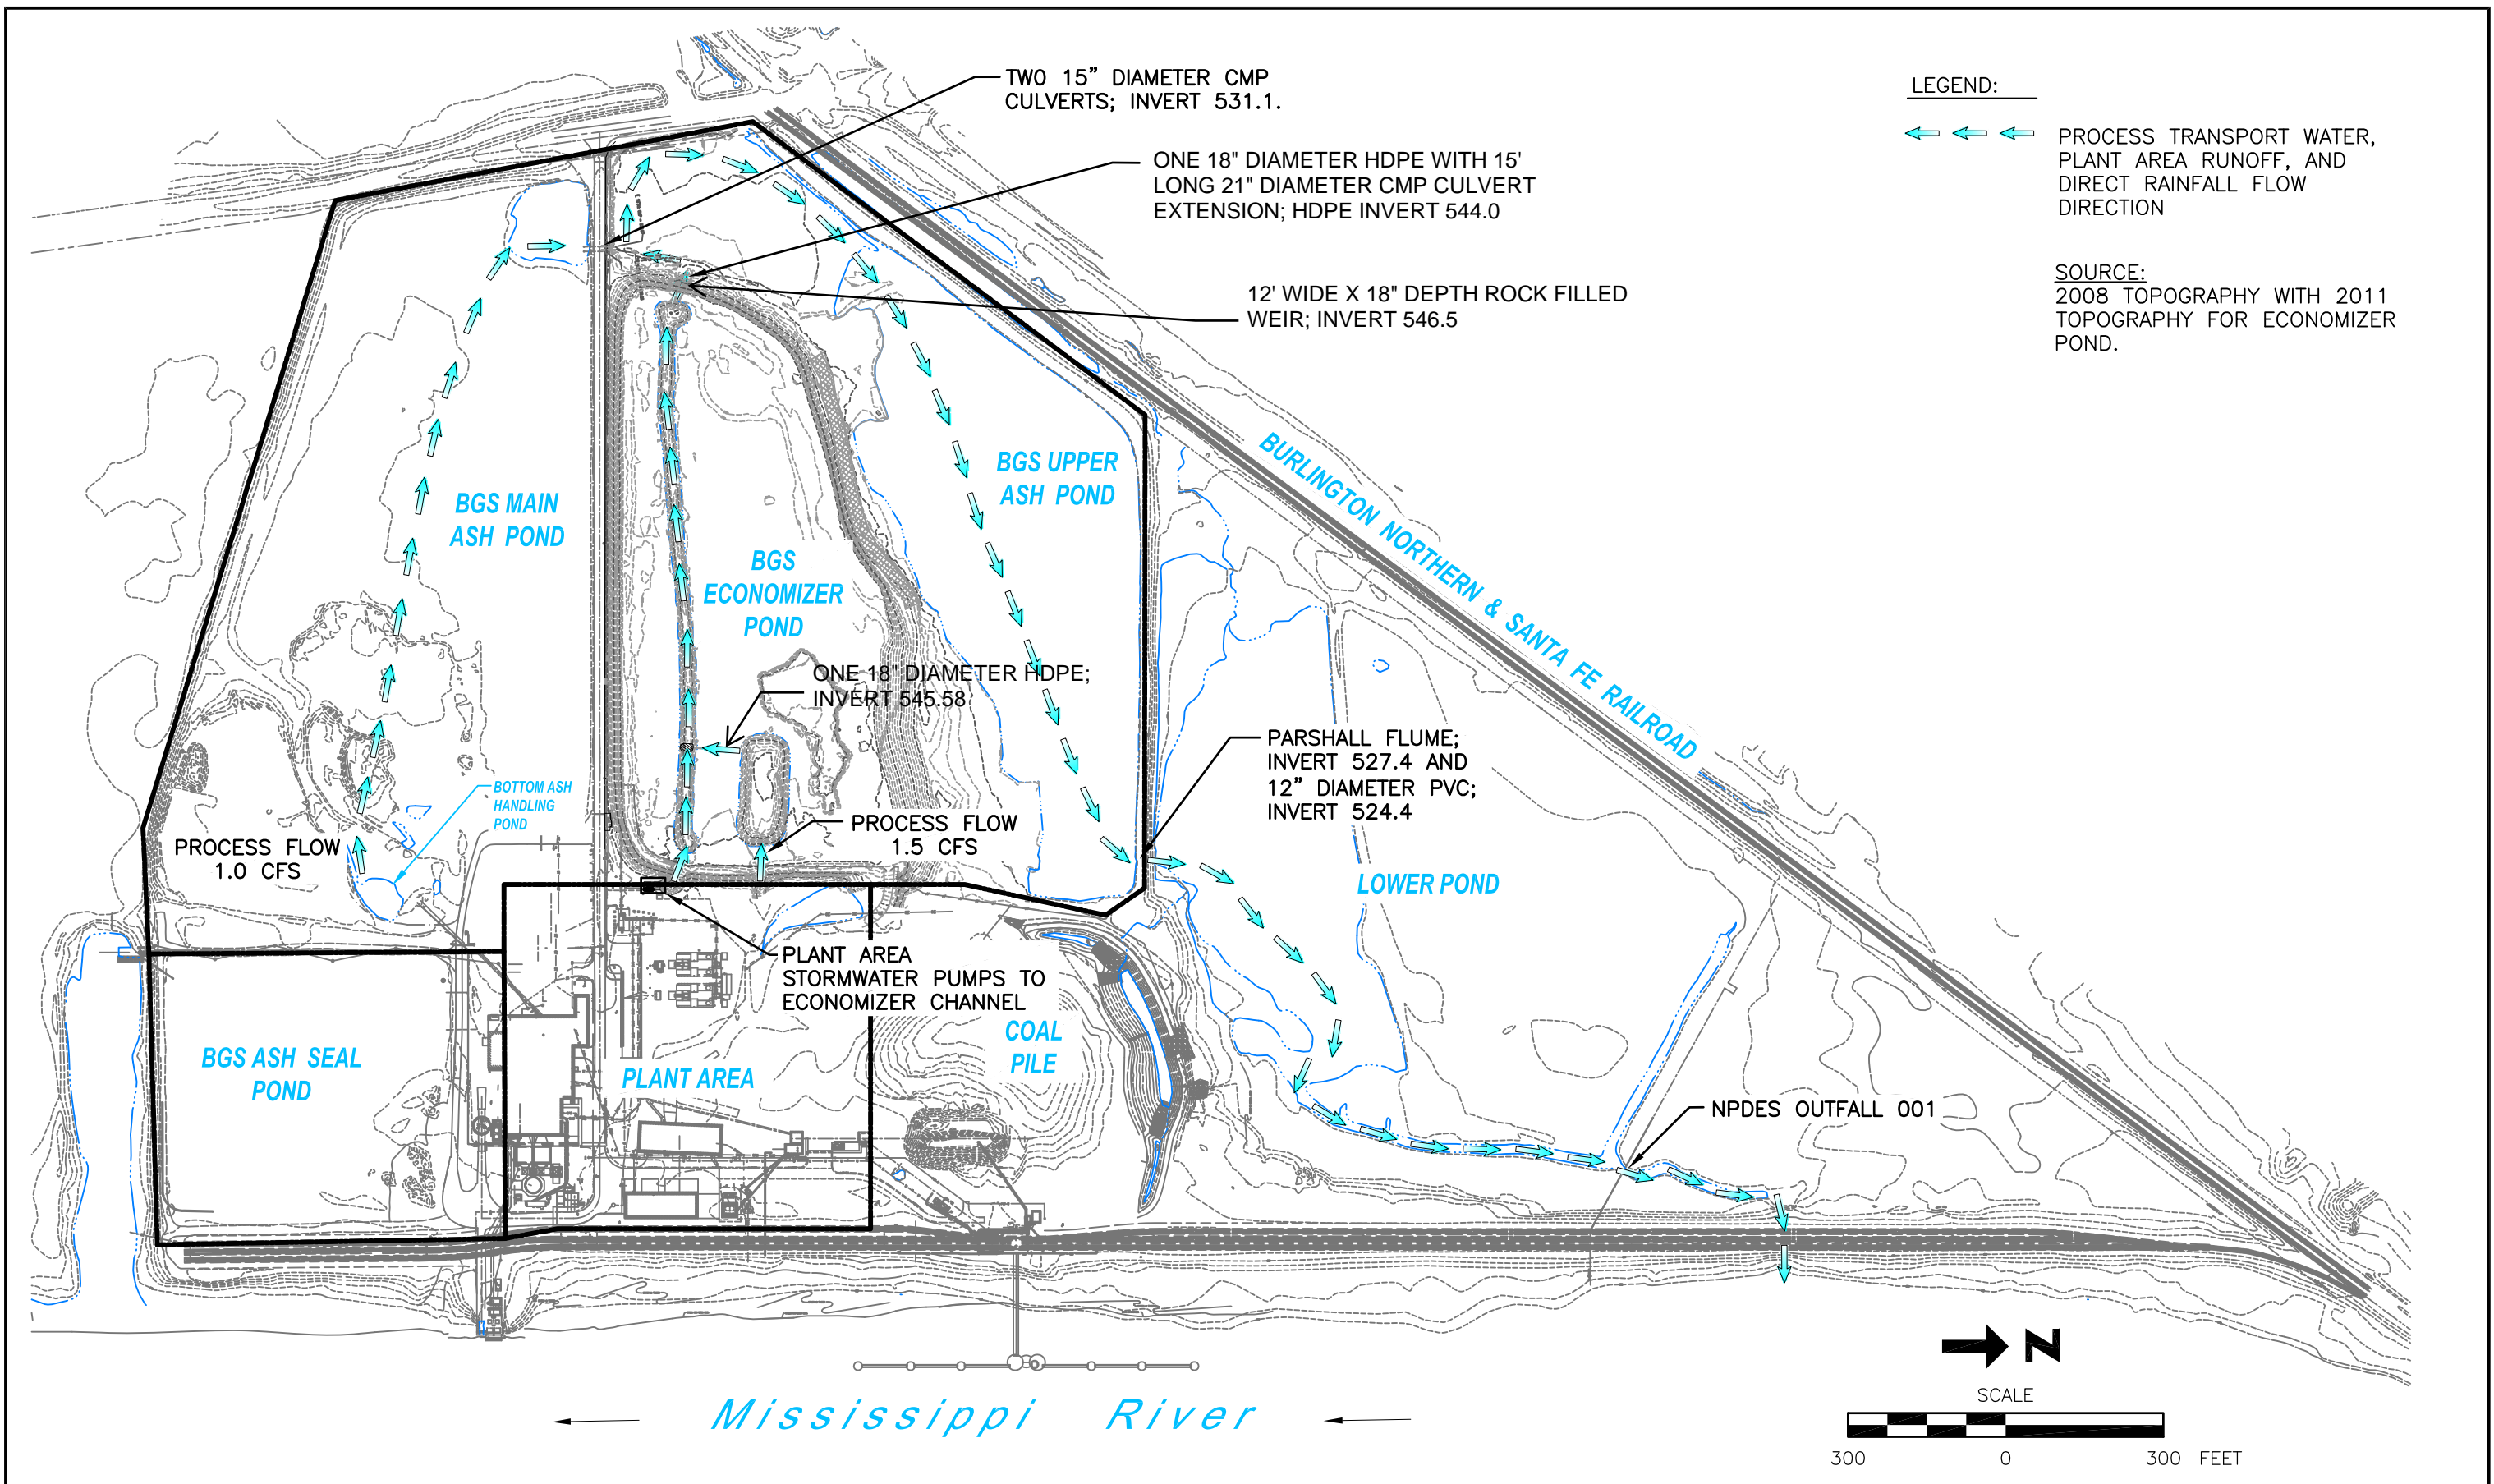 TWO 15” DIAMETER CMP
CULVERTS; INVERT 531.1.
ONE 18" DIAMETER HDPE WITH 15'
LONG 21" DIAMETER CMP CULVERT
EXTENSION; HDPE INVERT 544.0
12' WIDE X 18" DEPTH ROCK FILLED
WEIR; INVERT 546.5
LEGEND:
PROCESS TRANSPORT WATER,
PLANT AREA RUNOFF, AND
DIRECT RAINFALL FLOW
DIRECTION
SOURCE:
2008 TOPOGRAPHY WITH 2011
TOPOGRAPHY FOR ECONOMIZER
POND.
BGS MAIN
ASH POND
BGS UPPER
ASH POND
BURLINGTON NORTHERN & SANTA FE RAILROAD
BGS
ECONOMIZER
POND
ONE 18" DIAMETER HDPE;
INVERT 545.58
PARSHALL FLUME;
INVERT 527.4 AND
12” DIAMETER PVC;
INVERT 524.4
BOTTOM ASH
HANDLING
POND
PROCESS FLOW
1.0 CFS
PROCESS FLOW
1.5 CFS
LOWER POND
PLANT AREA
STORMWATER PUMPS TO
ECONOMIZER CHANNEL
BGS ASH SEAL
POND
PLANT AREA
COAL
PILE
NPDES OUTFALL 001
Mississippi River
N
SCALE
300 0 300 FEET